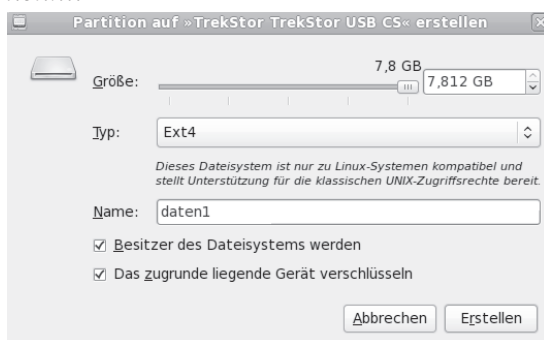 Partition auf »TrekStor TrekStor USB CS« erstellen
7,8 GB
Größe:
7,812 GB
Typ:
Ext4
Dieses Dateisystem ist nur zu Linux-Systemen kompatibel und
stellt Unterstützung für die klassischen UNIX-Zugriffsrechte bereit.
Name:
daten1
Besitzer des Dateisystems werden
Das zugrunde liegende Gerät verschlüsseln
Abbrechen
Erstellen